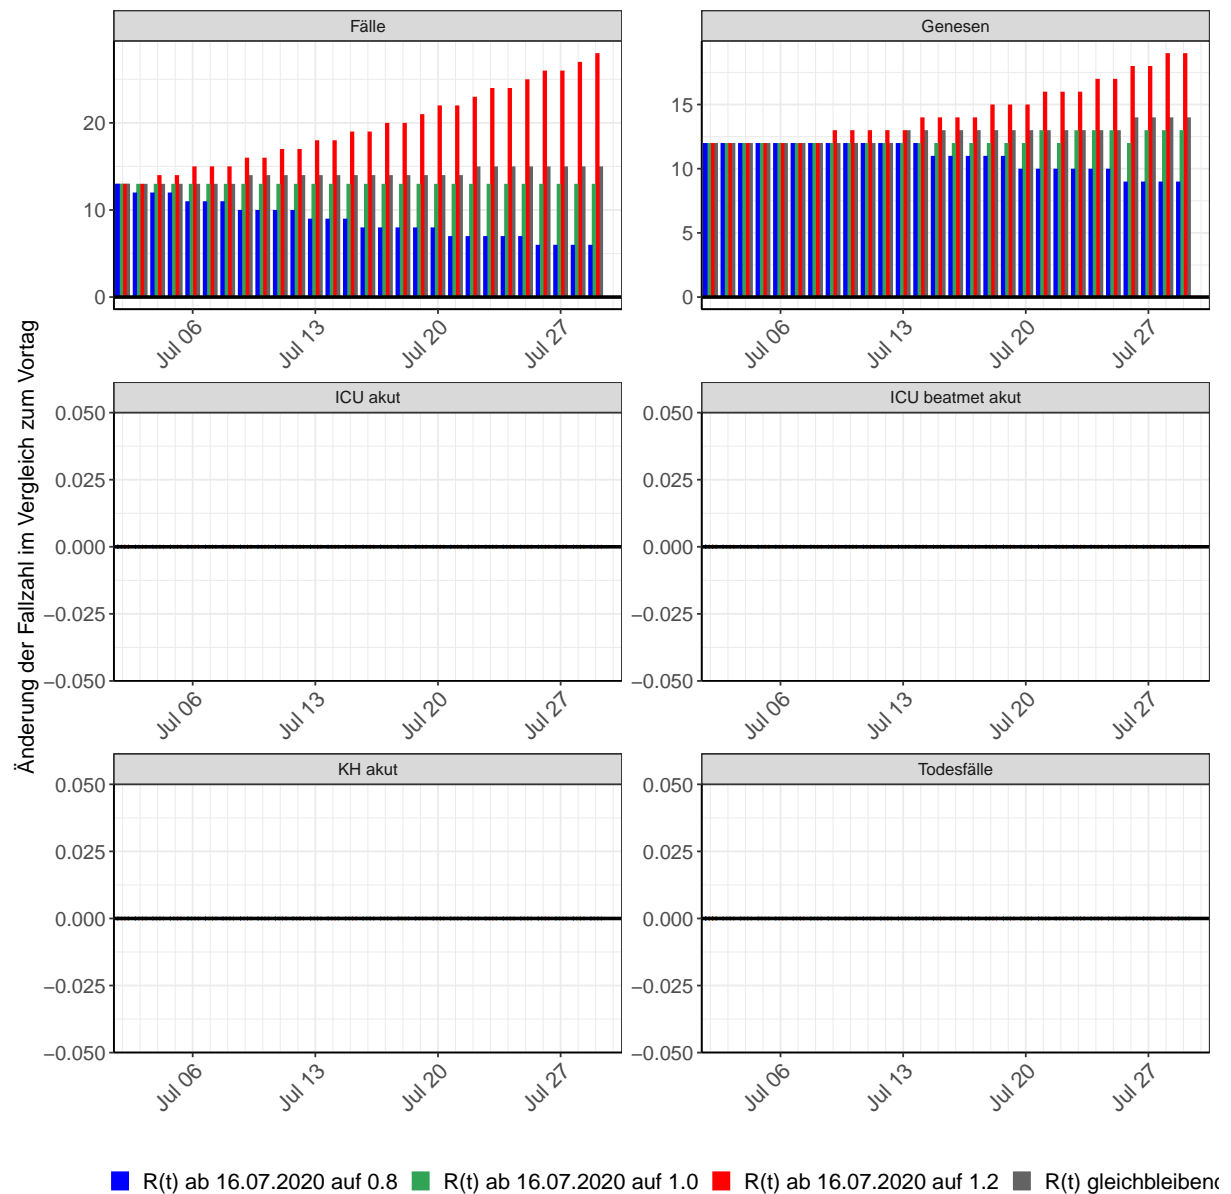 Fälle
Genesen
20
10
0
15
10
5
0
Jul 06
Jul 13
Jul 20
Jul 27
Jul 06
Jul 13
Jul 20
Jul 27
Änderung der Fallzahl im Vergleich zum Vortag
ICU akut
ICU beatmet akut
0.050
0.025
0.000
−0.025
−0.050
0.050
0.025
0.000
−0.025
−0.050
Jul 06
Jul 13
Jul 20
Jul 27
Jul 06
Jul 13
Jul 20
Jul 27
KH akut
Todesfälle
0.050
0.025
0.000
−0.025
−0.050
0.050
0.025
0.000
−0.025
−0.050
Jul 06
Jul 13
Jul 20
Jul 27
Jul 06
Jul 13
Jul 20
Jul 27
R(t) ab 16.07.2020 auf 0.8
R(t) ab 16.07.2020 auf 1.0
R(t) ab 16.07.2020 auf 1.2
R(t) gleichbleibend